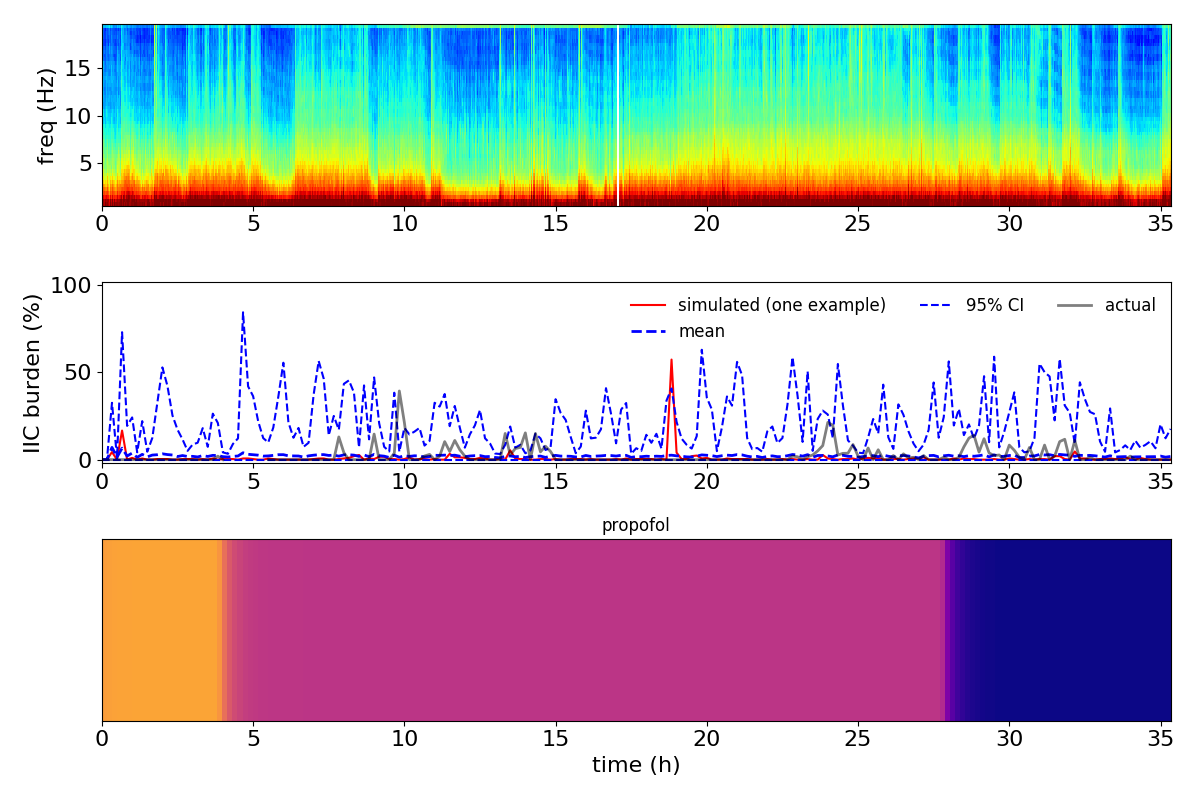 freq (Hz)
15
10
5
0 5 10 15 20 25 30 35
IIC burden (%)
100
50
0
simulated (one example) 95% CI actual
mean
0 5 10 15 20 25 30 35
propofol
0 5 10 15 20 25 30 35
time (h)